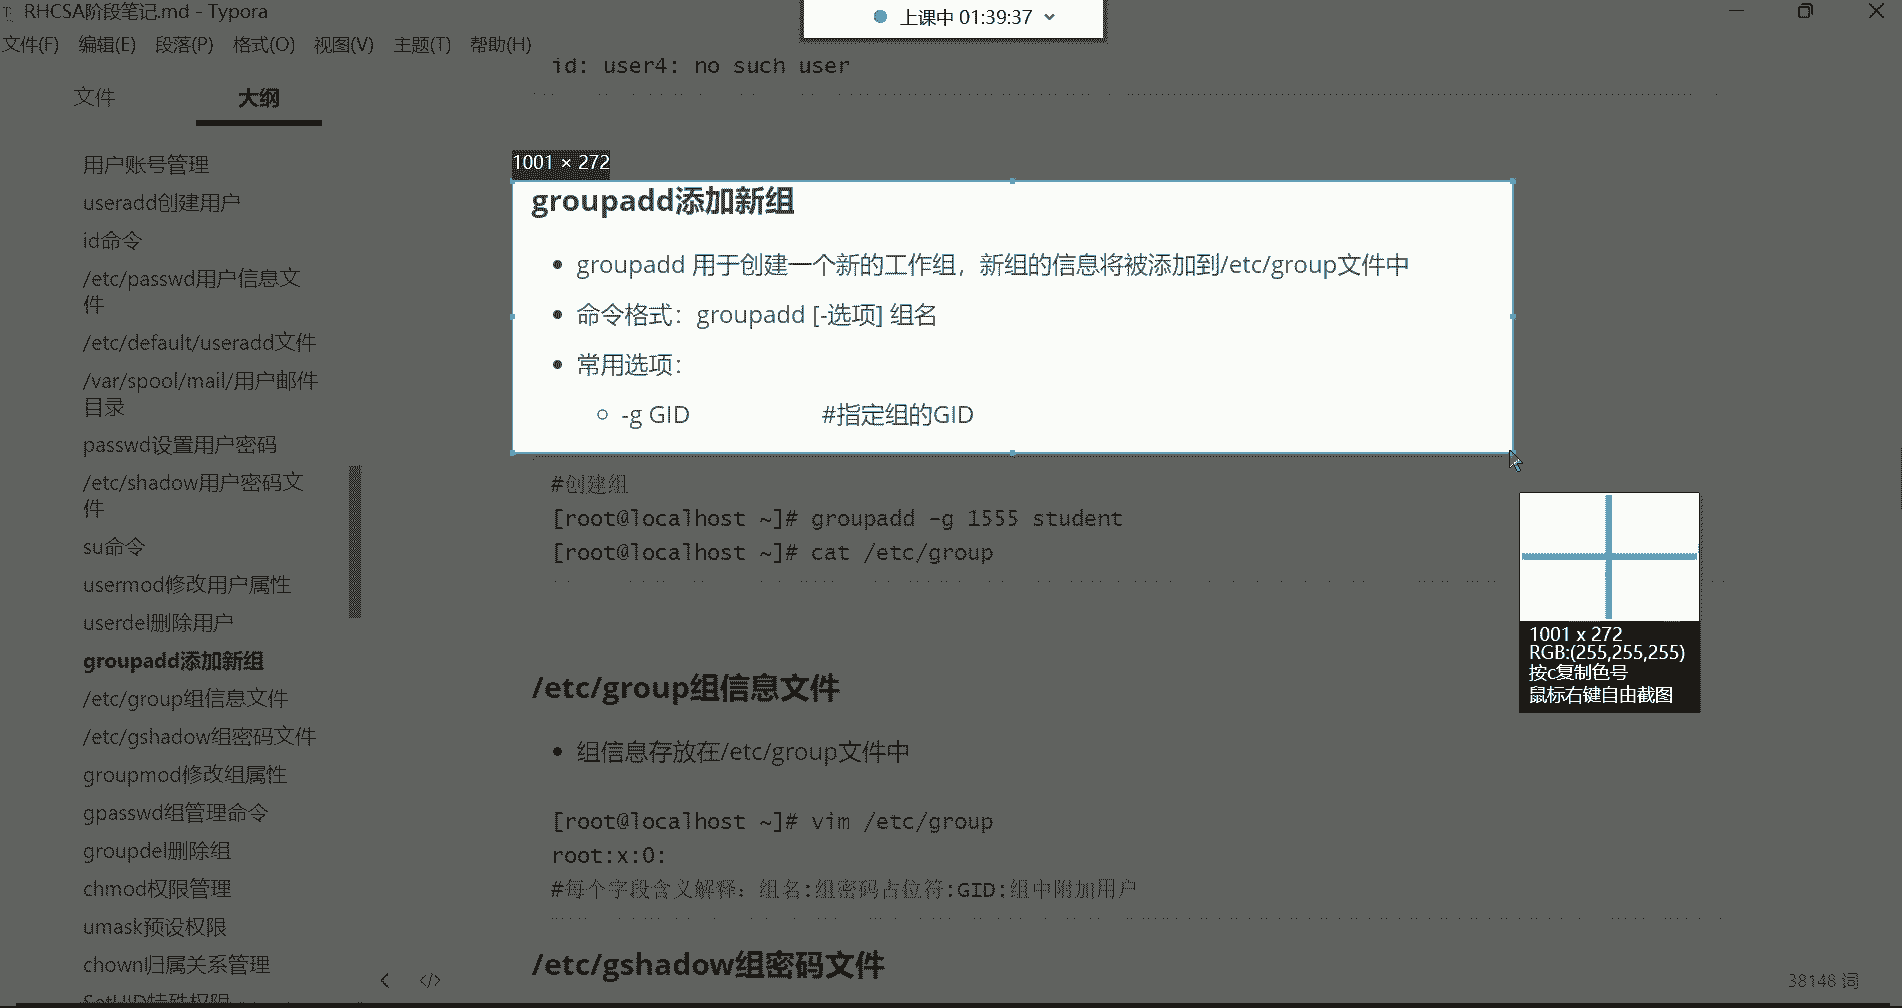 RHCSA阶段笔记.md - Typora
上课中 01:39:37
文件(F) 编辑(E) 段落(P) 格式(O) 视图(V) 主题(T) 帮助(H)
文件 大纲
用户账号管理
useradd创建用户
id命令
/etc/passwd用户信息文
件
/etc/default/useradd文件
/var/spool/mail/用户邮件
目录
passwd设置用户密码
/etc/shadow用户密码文
件
su命令
usermod修改用户属性
userdel删除用户
groupadd添加新组
/etc/group组信息文件
/etc/gshadow组密码文件
groupmod修改组属性
gpasswd组管理命令
groupdel删除组
chmod权限管理
umask预设权限
chown归属关系管理
SetUID特殊权限
id: user4: no such user
1001 × 272
groupadd添加新组
groupadd 用于创建一个新的工作组，新组的信息将被添加到/etc/group文件中
命令格式：groupadd [-选项] 组名
常用选项：
-g GID #指定组的GID
#创建组
[root@localhost ~]# groupadd -g 1555 student
[root@localhost ~]# cat /etc/group
1001 x 272
RGB:(255,255,255)
按c复制色号
鼠标右键自由截图
/etc/group组信息文件
组信息存放在/etc/group文件中
[root@localhost ~]# vim /etc/group
root:x:0:
#每个字段含义解释：组名:组密码占位符:GID:组中附加用户
/etc/gshadow组密码文件
38148 词